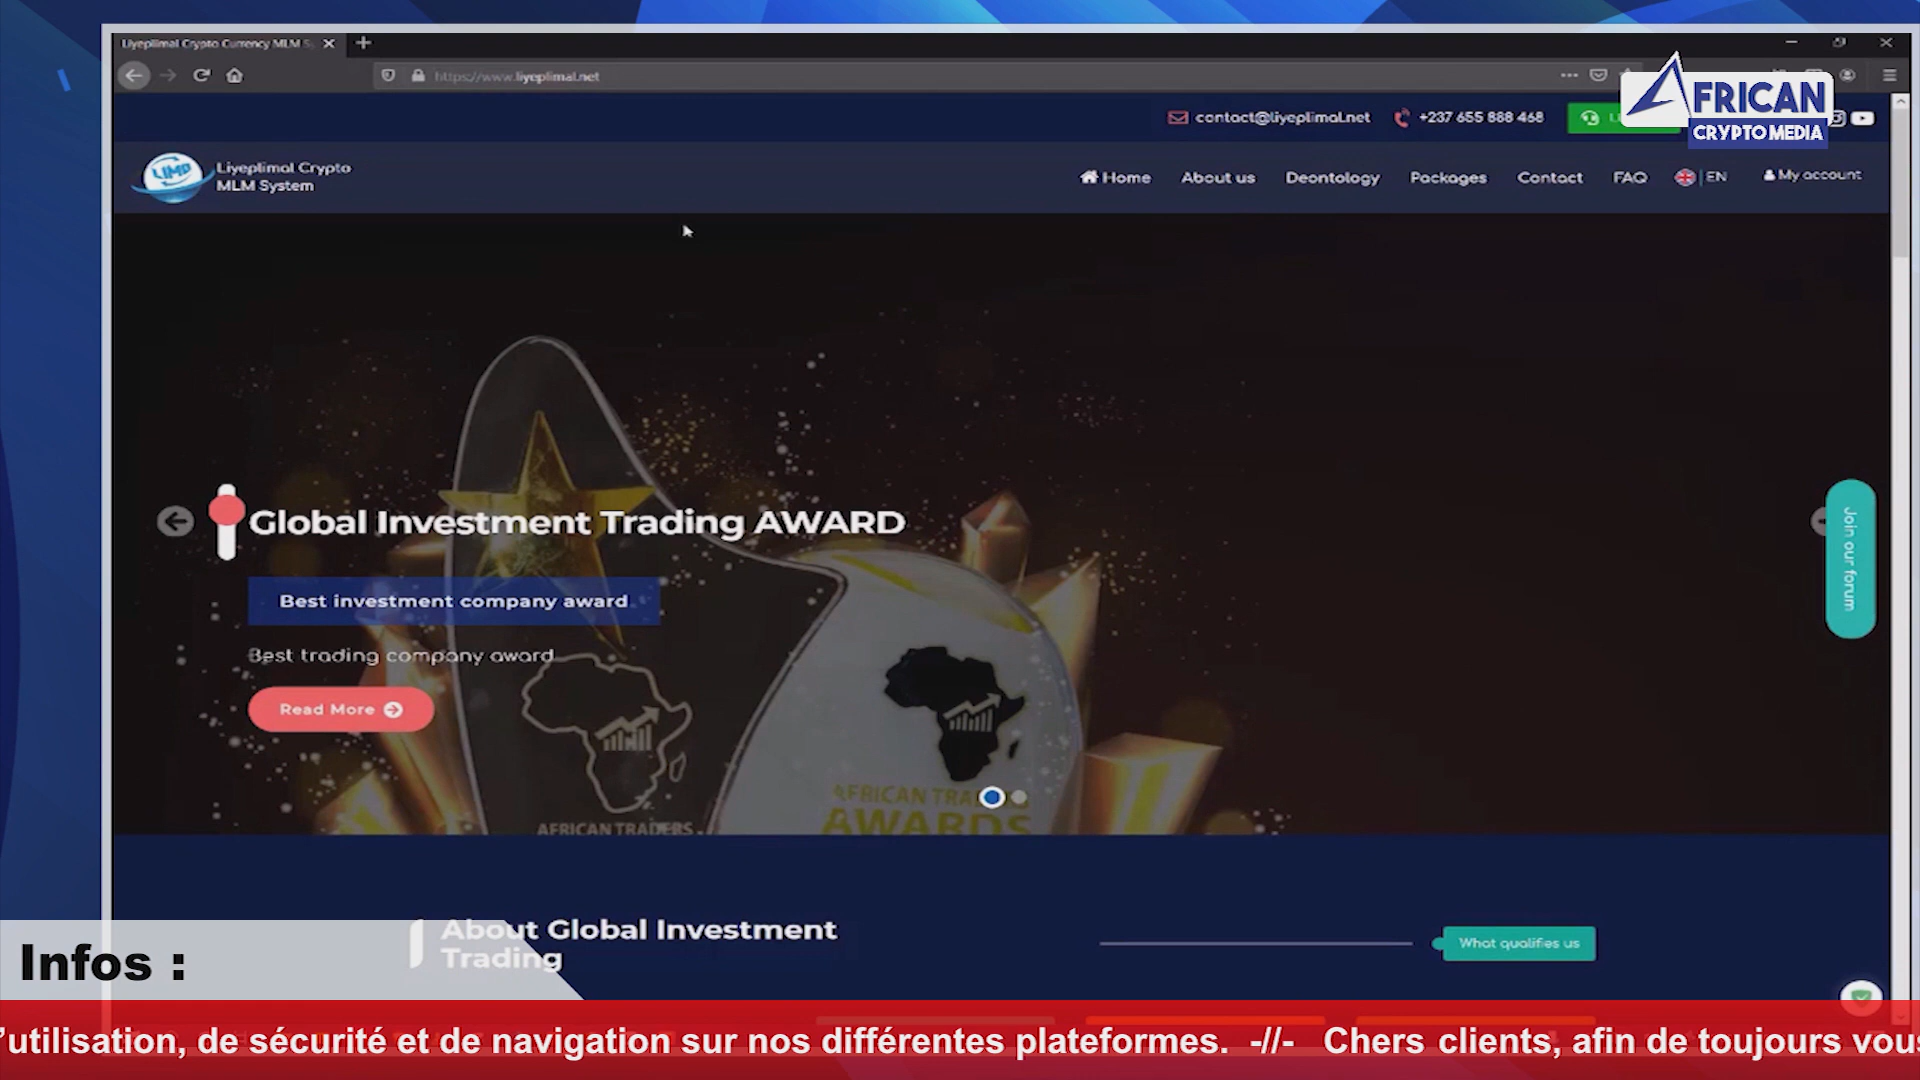 Liyeplimal Crypto Currency MLM S
https://www.liyeplimal.net
AFRICAN
CRYPTO MEDIA
contact@liyeplimal.net
+237 655 888 468
LIMP
Liyeplimal Crypto
MLM System
Home
About us
Deontology
Packages
Contact
FAQ
EN
My account
Global Investment Trading AWARD
Best investment company award
Best trading company award
Read More
Join our forum
AFRICAN TRADERS
AFRICAN
AWARDS
About Global Investment
Trading
What qualifies us
Infos :
’utilisation, de sécurité et de navigation sur nos différentes plateformes. -//- Chers clients, afin de toujours vous